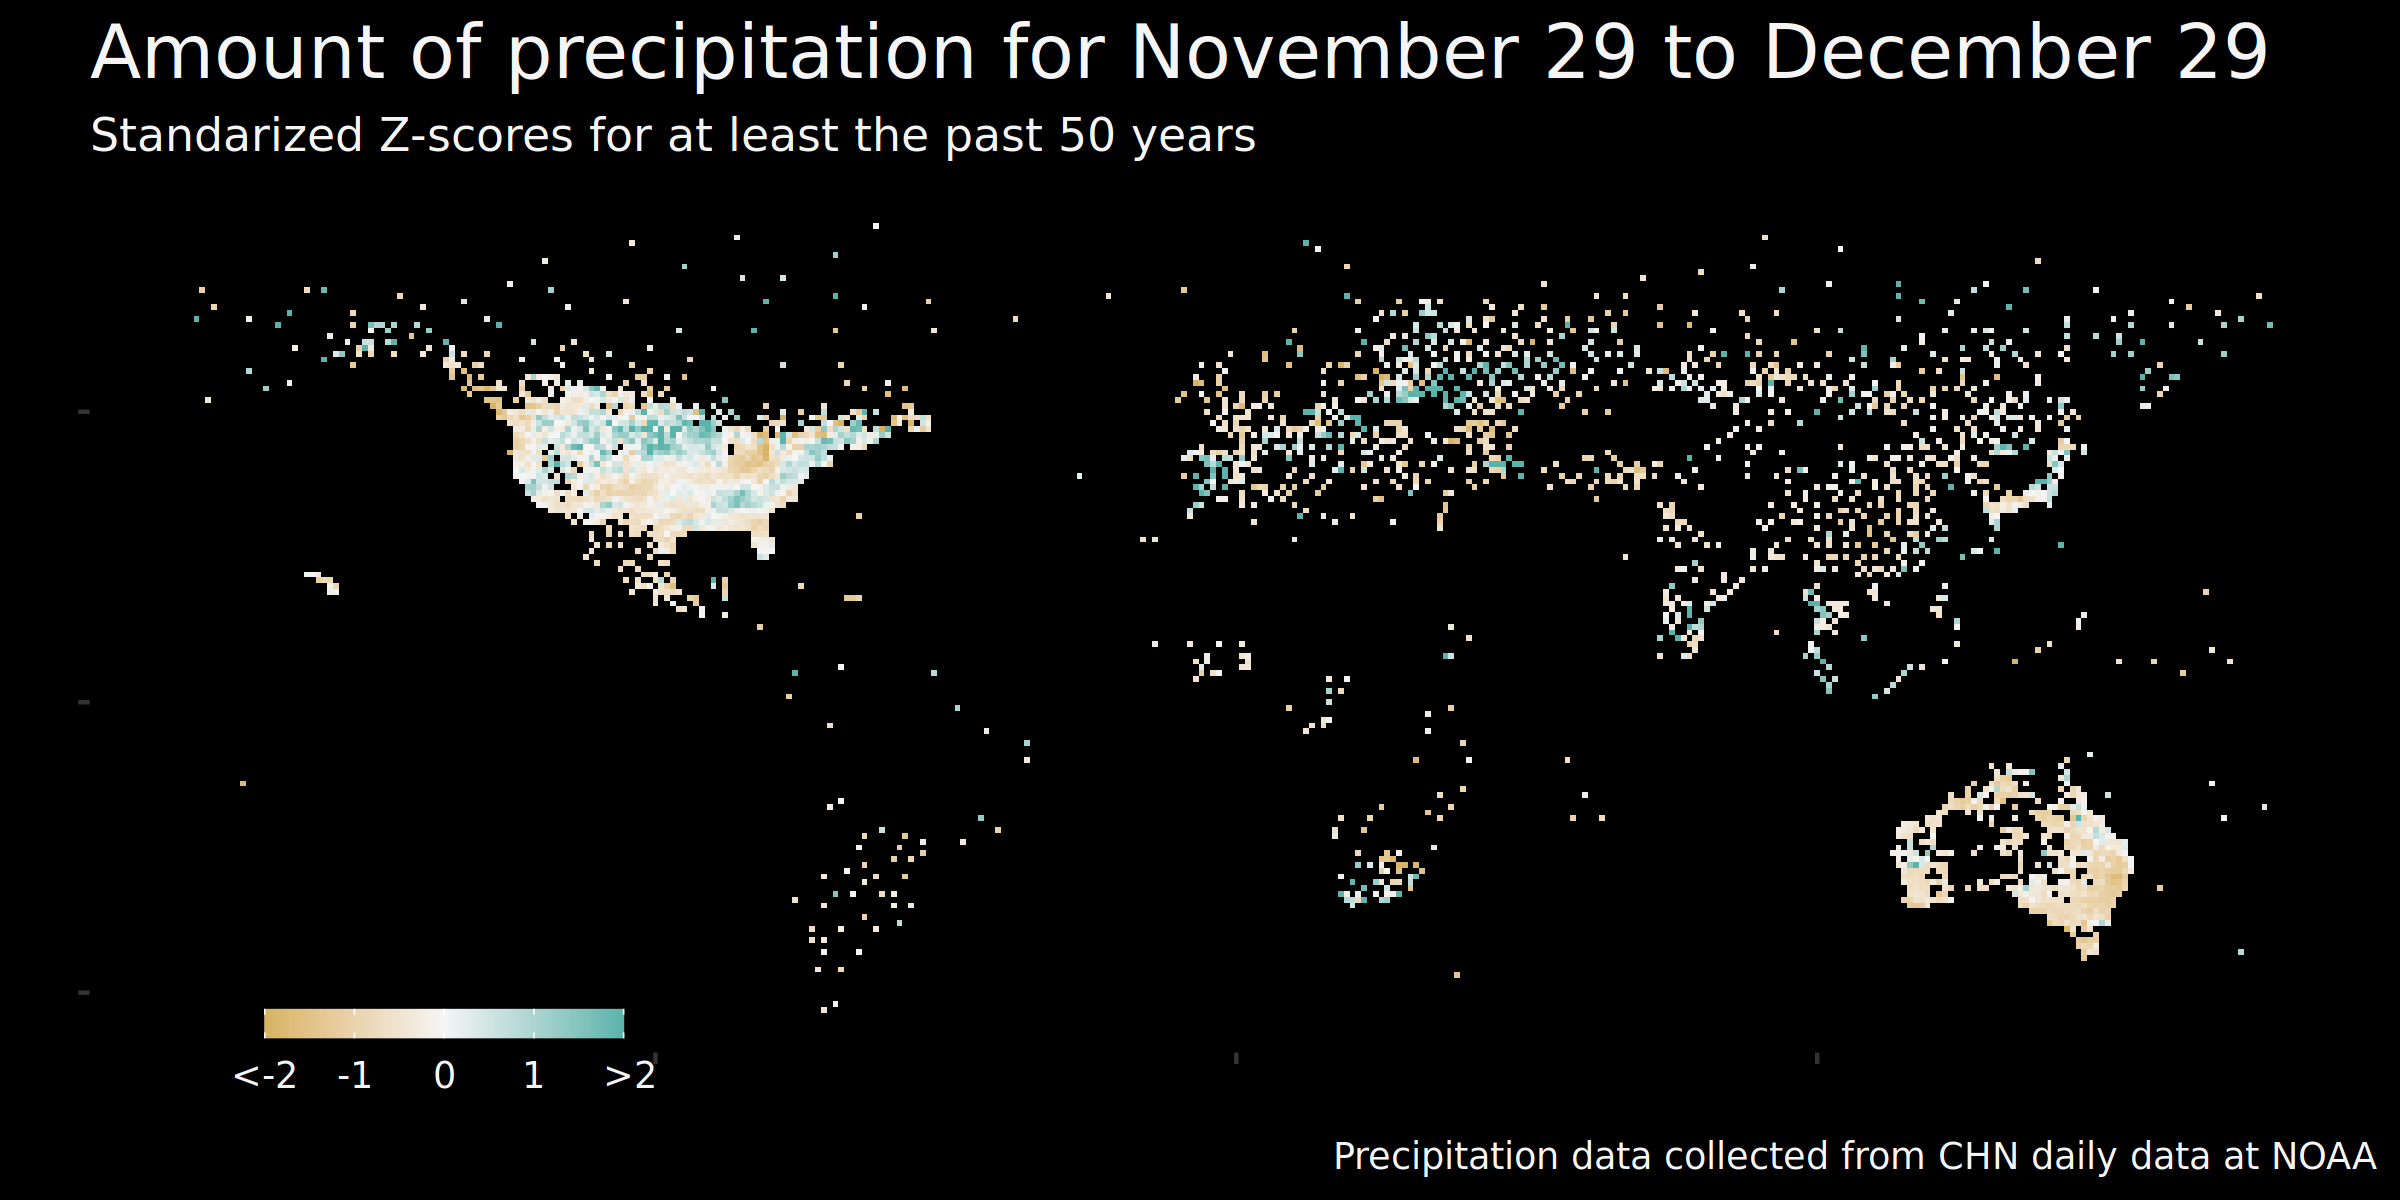 Amount of precipitation for November 29 to December 29
Standarized Z-scores for at least the past 50 years
<-2 -1 0 1 >2
Precipitation data collected from CHN daily data at NOAA